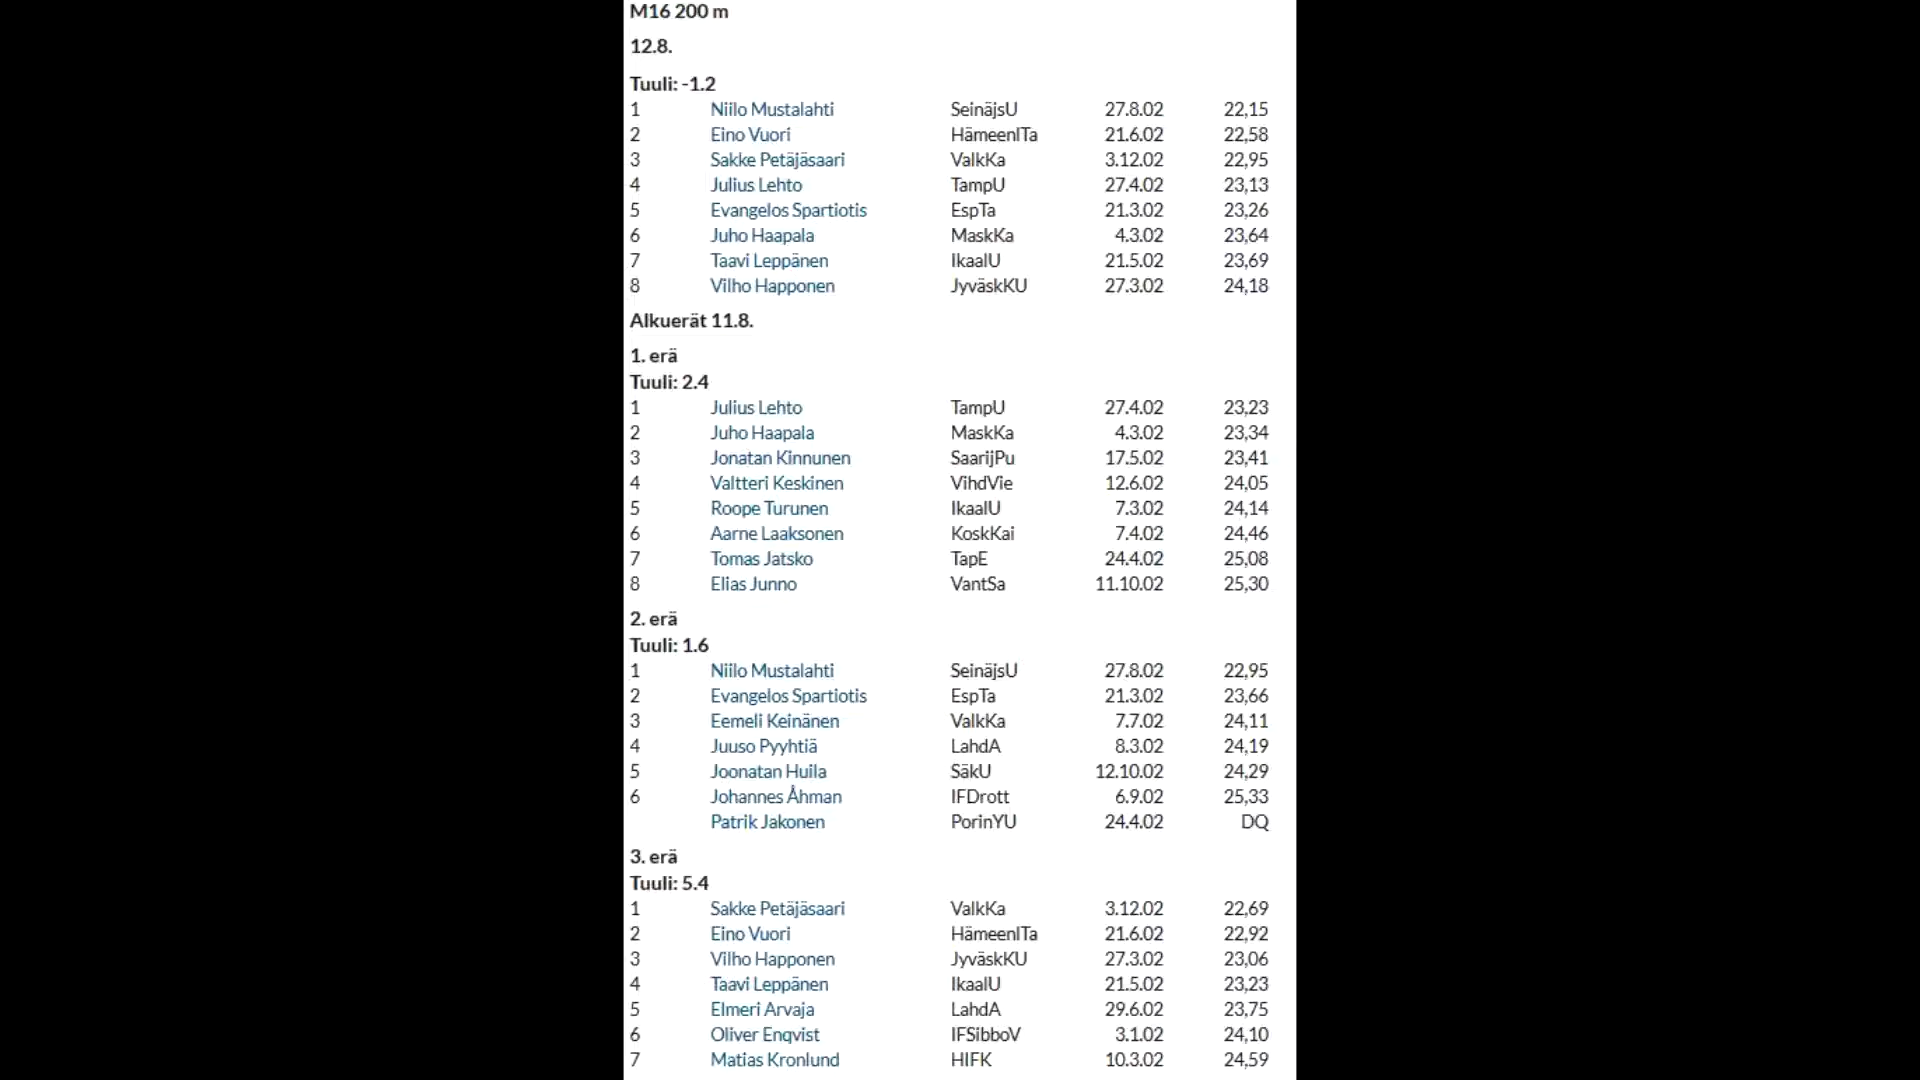 M16 200 m
12.8.
Tuuli: -1.2
1 Niilo Mustalahti SeinäjsU 27.8.02 22,15
2 Eino Vuori HämeenlTa 21.6.02 22,58
3 Sakke Petäjäsaari ValkKa 3.12.02 22,95
4 Julius Lehto TampU 27.4.02 23,13
5 Evangelos Spartiotis EspTa 21.3.02 23,26
6 Juho Haapala MaskKa 4.3.02 23,64
7 Taavi Leppänen IkaalU 21.5.02 23,69
8 Vilho Happonen JyväskKU 27.3.02 24,18
Alkuerät 11.8.
1. erä
Tuuli: 2.4
1 Julius Lehto TampU 27.4.02 23,23
2 Juho Haapala MaskKa 4.3.02 23,34
3 Jonatan Kinnunen SaarijPu 17.5.02 23,41
4 Valtteri Keskinen VihdVie 12.6.02 24,05
5 Roope Turunen IkaalU 7.3.02 24,14
6 Aarne Laaksonen KoskKai 7.4.02 24,46
7 Tomas Jatsko TapE 24.4.02 25,08
8 Elias Junno VantSa 11.10.02 25,30
2. erä
Tuuli: 1.6
1 Niilo Mustalahti SeinäjsU 27.8.02 22,95
2 Evangelos Spartiotis EspTa 21.3.02 23,66
3 Eemeli Keinänen ValkKa 7.7.02 24,11
4 Juuso Pyyhtiä LahdA 8.3.02 24,19
5 Joonatan Huila SäkU 12.10.02 24,29
6 Johannes Åhman IFDrott 6.9.02 25,33
Patrik Jakonen PorinYU 24.4.02 DQ
3. erä
Tuuli: 5.4
1 Sakke Petäjäsaari ValkKa 3.12.02 22,69
2 Eino Vuori HämeenlTa 21.6.02 22,92
3 Vilho Happonen JyväskKU 27.3.02 23,06
4 Taavi Leppänen IkaalU 21.5.02 23,23
5 Elmeri Arvaja LahdA 29.6.02 23,75
6 Oliver Enqvist IFSibboV 3.1.02 24,10
7 Matias Kronlund HIFK 10.3.02 24,59